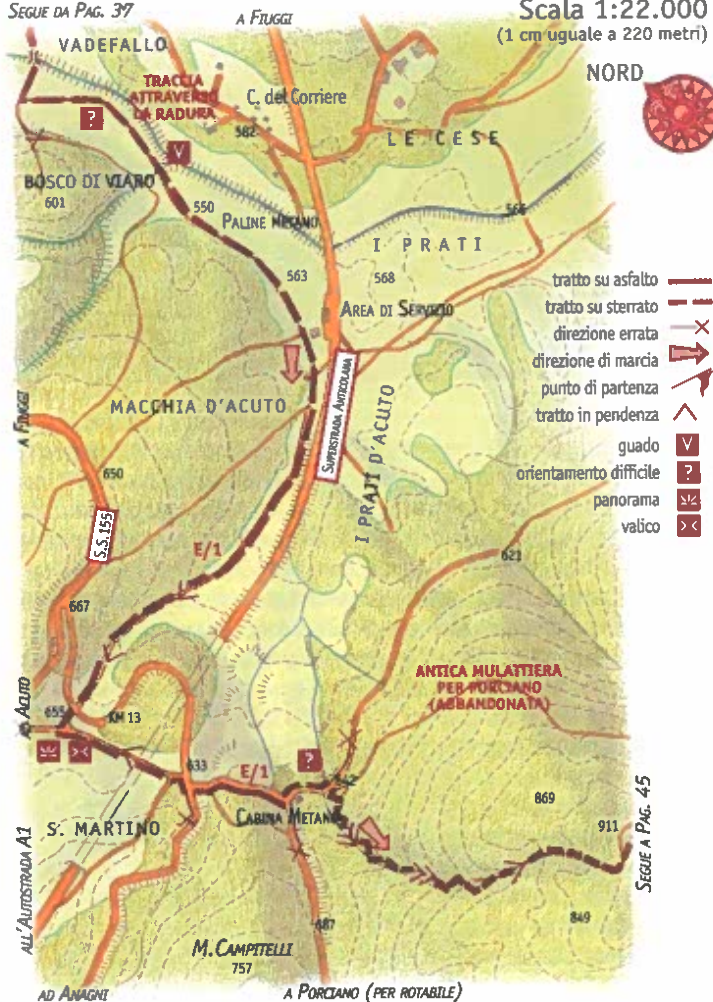 SEGUE DA PAG. 37
A FIUGGI
Scala 1:22.000
(1 cm uguale a 220 metri)
VADEFALLO
NORD
TRACCIA
ATTRAVERSO
LA RADURA
C. del Corriere
582
LE CESE
?
V
BOSCO DI VIARO
601
550
PALINE METANO
566
I PRATI
563
568
AREA DI SERVIZIO
tratto su asfalto
tratto su sterrato
direzione errata
direzione di marcia
punto di partenza
tratto in pendenza
guado V
orientamento difficile ?
panorama
valico
MACCHIA D'ACUTO
SUPERSTRADA ANTICOLANA
I PRATI D'ACUTO
A FIUGGI
650
S.S.155
E/1
621
667
ANTICA MULATTIERA
PER PORCIANO
(ABBANDONATA)
AD ACUTO
655
KM 13
633
E/1
?
CABINA METANO
869
911
S. MARTINO
SEGUE A PAG. 45
ALL'AUTOSTRADA A1
687
849
M. CAMPITELLI
757
AD ANAGNI
A PORCIANO (PER ROTABILE)